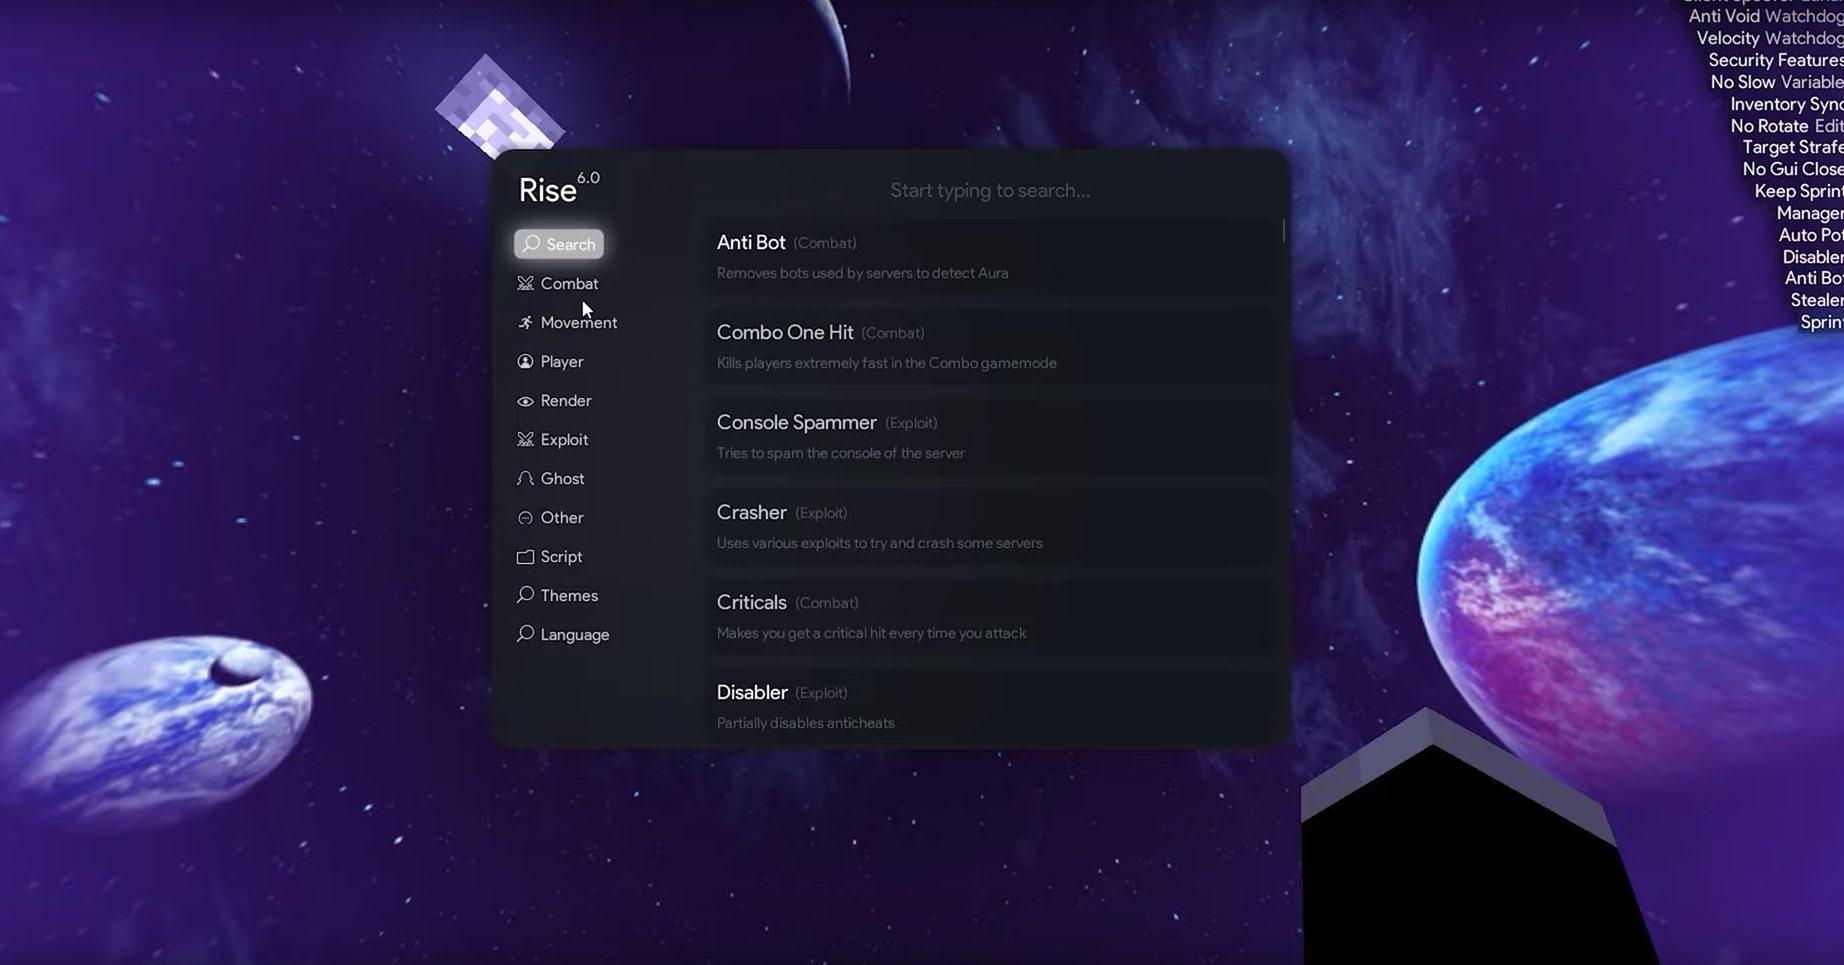 Anti Void Watchdog
Velocity Watchdog
Security Features
No Slow Variable
Inventory Sync
No Rotate Edit
Target Strafe
No Gui Close
Keep Sprint
Manager
Auto Pot
Disabler
Anti Bot
Stealer
Sprint
Rise 6.0
Start typing to search...
Search
Combat
Movement
Player
Render
Exploit
Ghost
Other
Script
Themes
Language
Anti Bot (Combat)
Removes bots used by servers to detect Aura
Combo One Hit (Combat)
Kills players extremely fast in the Combo gamemode
Console Spammer (Exploit)
Tries to spam the console of the server
Crasher (Exploit)
Uses various exploits to try and crash some servers
Criticals (Combat)
Makes you get a critical hit every time you attack
Disabler (Exploit)
Partially disables anticheats